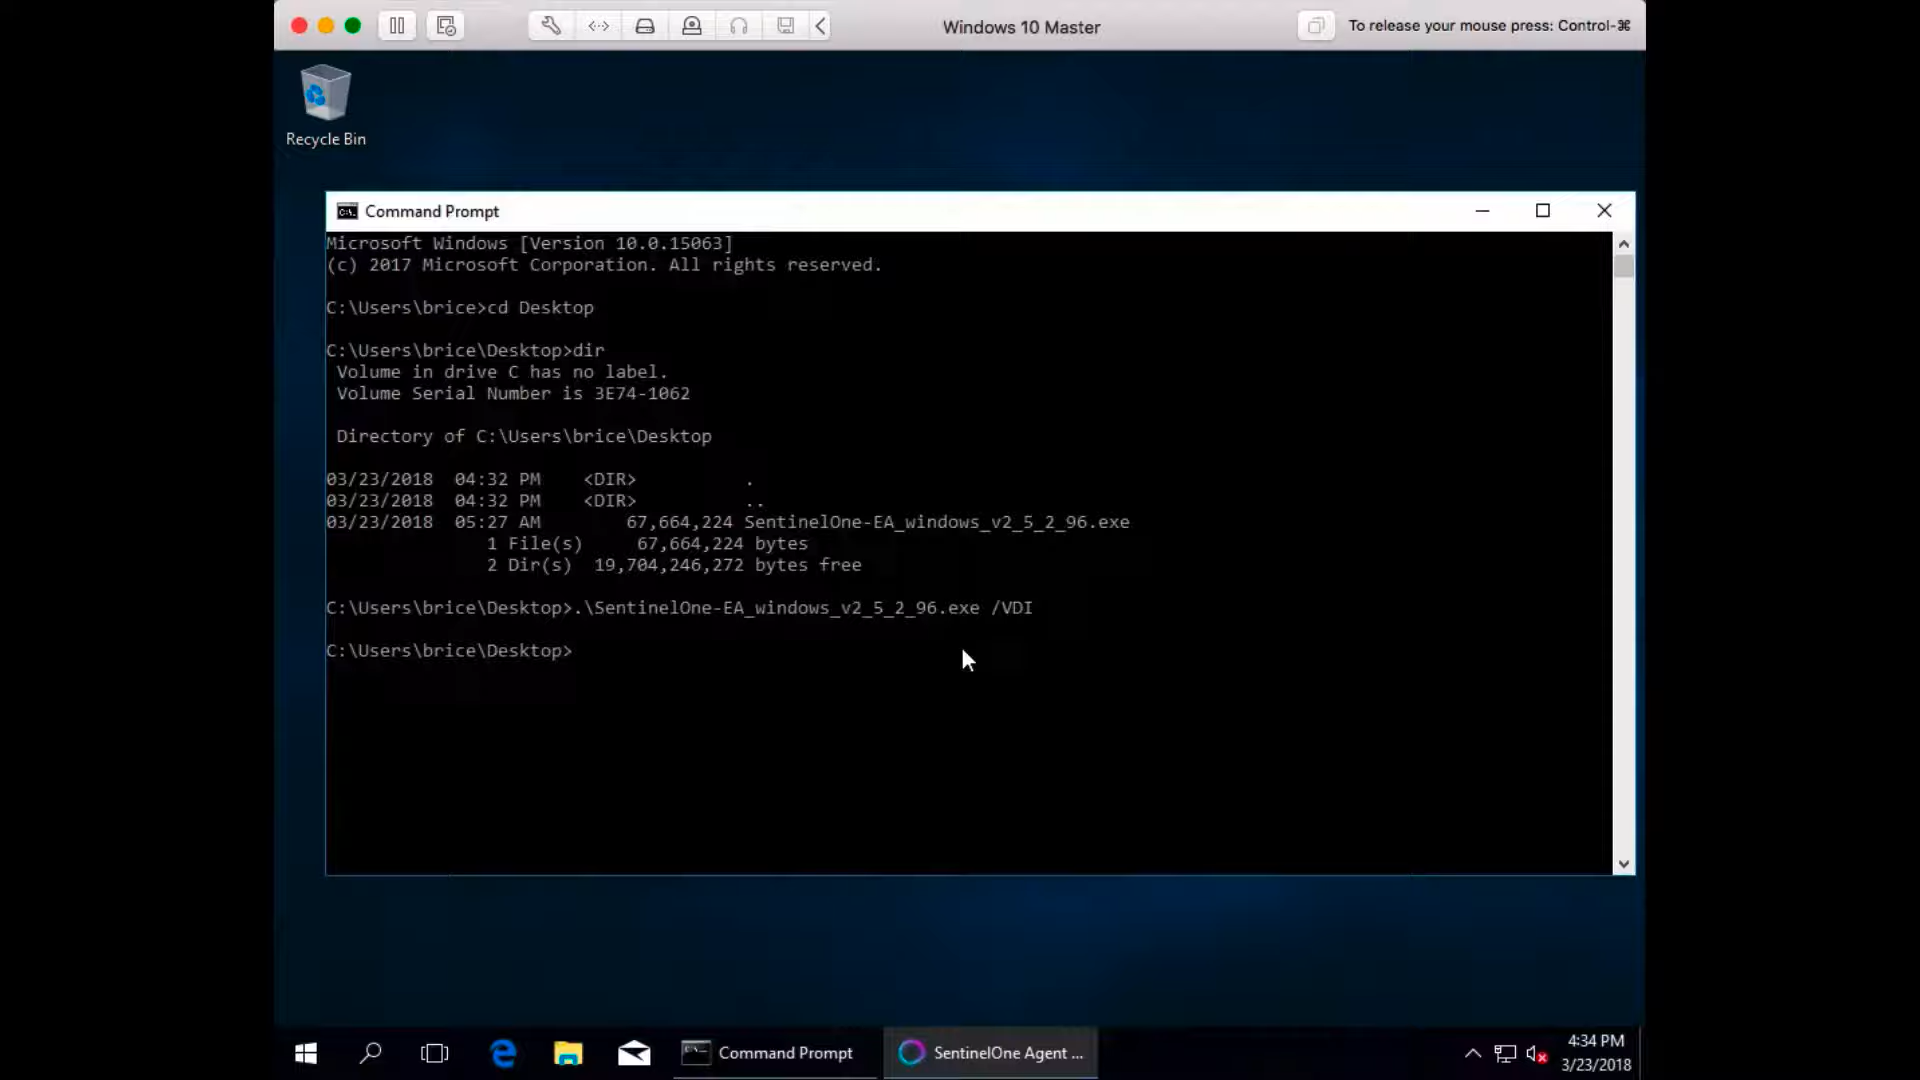 Windows 10 Master
To release your mouse press: Control-⌘
Recycle Bin
Command Prompt
Microsoft Windows [Version 10.0.15063]
(c) 2017 Microsoft Corporation. All rights reserved.
C:\Users\brice>cd Desktop
C:\Users\brice\Desktop>dir
Volume in drive C has no label.
Volume Serial Number is 3E74-1062
Directory of C:\Users\brice\Desktop
03/23/2018  04:32 PM    <DIR>          .
03/23/2018  04:32 PM    <DIR>          ..
03/23/2018  05:27 AM        67,664,224 SentinelOne-EA_windows_v2_5_2_96.exe
1 File(s)     67,664,224 bytes
2 Dir(s)  19,704,246,272 bytes free
C:\Users\brice\Desktop>.\SentinelOne-EA_windows_v2_5_2_96.exe /VDI
C:\Users\brice\Desktop>
Command Prompt
SentinelOne Agent ...
4:34 PM
3/23/2018